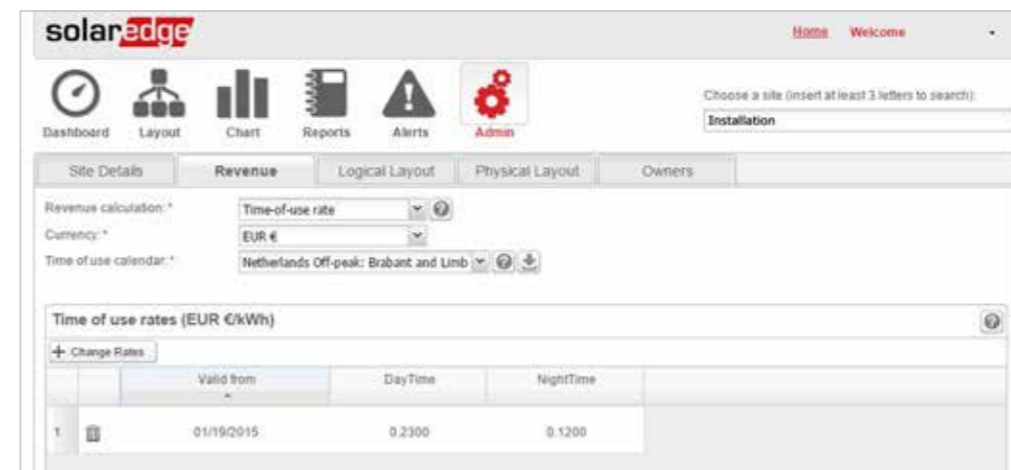 solaredge
Home Welcome
Dashboard Layout Chart Reports Alerts Admin
Choose a site (insert at least 3 letters to search):
Installation
Site Details Revenue Logical Layout Physical Layout Owners
Revenue calculation:* Time-of-use rate
Currency:* EUR €
Time of use calendar:* Netherlands Off-peak: Brabant and Limb
Time of use rates (EUR €/kWh)
+ Change Rates
Valid from DayTime NightTime
1 01/19/2015 0.2300 0.1200